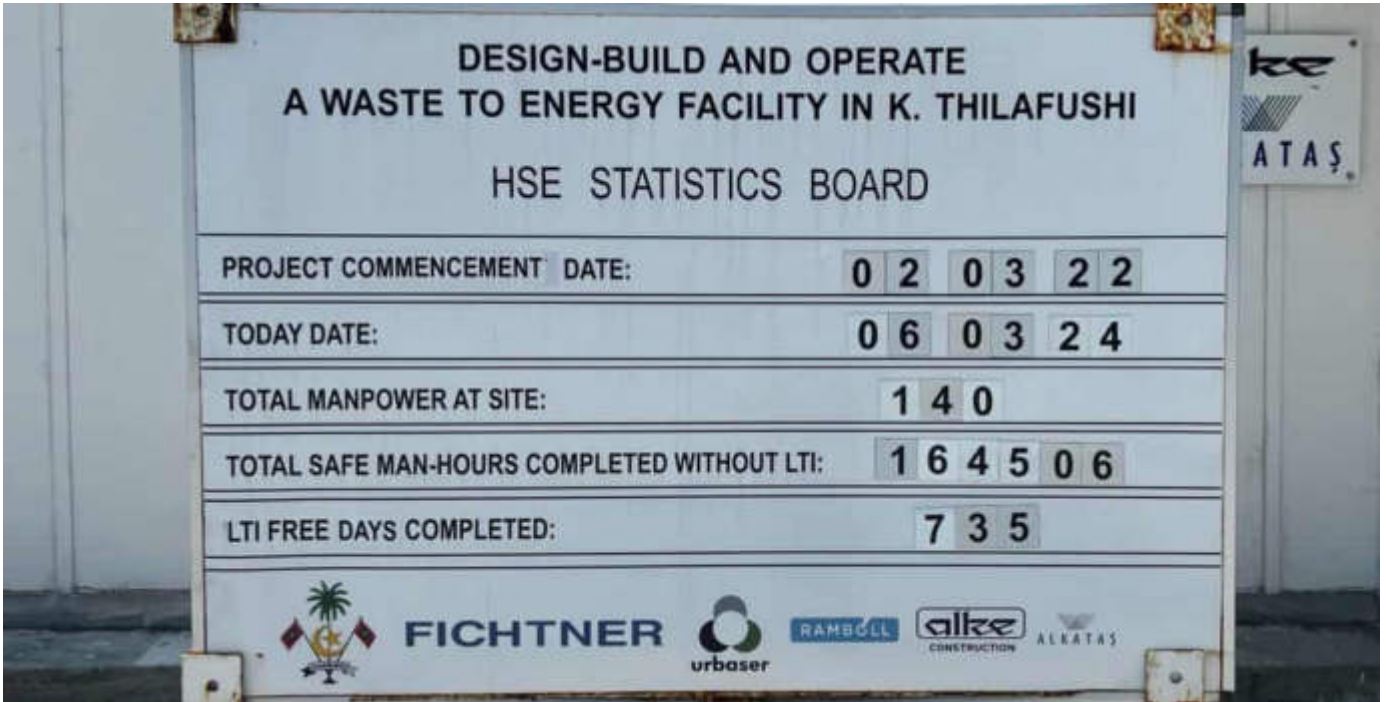 DESIGN-BUILD AND OPERATE
A WASTE TO ENERGY FACILITY IN K. THILAFUSHI
HSE STATISTICS BOARD
PROJECT COMMENCEMENT DATE: 02 03 22
TODAY DATE: 06 03 24
TOTAL MANPOWER AT SITE: 140
TOTAL SAFE MAN-HOURS COMPLETED WITHOUT LTI: 164506
LTI FREE DAYS COMPLETED: 735
FICHTNER
urbaser
RAMBOLL
alke
CONSTRUCTION
ALKATAŞ
ke
ATAŞ